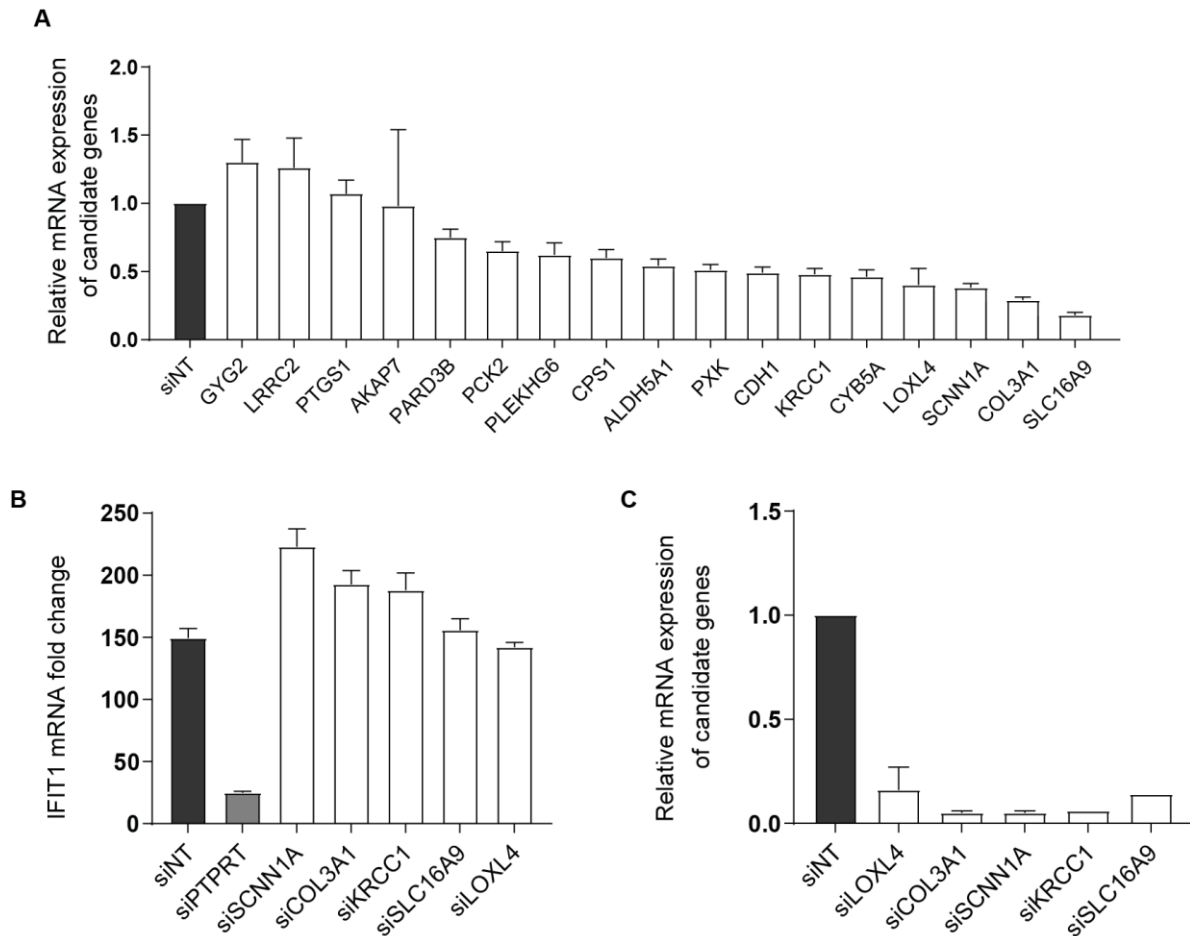 A
Relative mRNA expression
of candidate genes
2.0
1.5
1.0
0.5
0.0
siNT
GYG2
LRRC2
PTGS1
AKAP7
PARD3B
PCK2
PLEKHG6
CPS1
ALDH5A1
PXK
CDH1
KRCC1
CYB5A
LOXL4
SCNN1A
COL3A1
SLC16A9
B
IFIT1 mRNA fold change
250
200
150
100
50
0
siNT
siPTPRT
siSCNN1A
siCOL3A1
siKRCC1
siSLC16A9
siLOXL4
C
Relative mRNA expression
of candidate genes
1.5
1.0
0.5
0.0
siNT
siLOXL4
siCOL3A1
siSCNN1A
siKRCC1
siSLC16A9